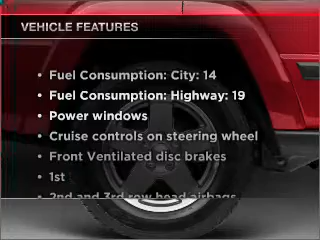 VEHICLE FEATURES
• Fuel Consumption: City: 14
• Fuel Consumption: Highway: 19
• Power windows
• Cruise controls on steering wheel
• Front Ventilated disc brakes
• 1st
• 2nd and 3rd row head airbags